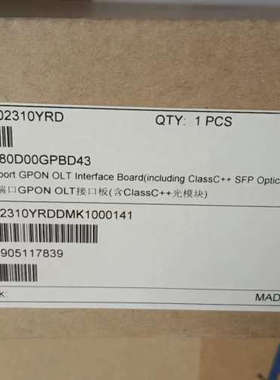 02310YRD QTY: 1 PCS
80D00GPBD43
port GPON OLT Interface Board(including ClassC++ SFP Optic
端口GPON OLT接口板(含ClassC++光模块)
2310YRDDMK1000141
905117839
K MAD